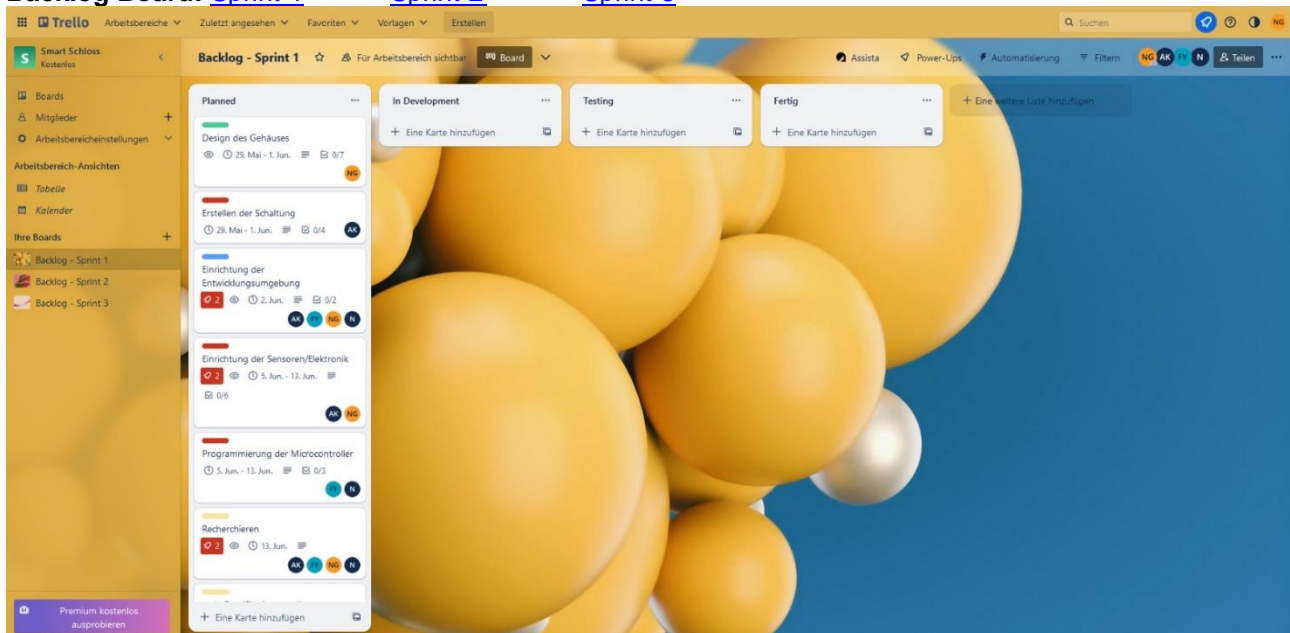 Backlog Board: Sprint 1 Sprint 2 Sprint 3
Trello Arbeitsbereiche Zuletzt angesehen Favoriten Vorlagen Erstellen Suchen NG
S Smart Schloss
Kostenlos
Backlog - Sprint 1 Für Arbeitsbereich sichtbar Board Assista Power-Ups Automatisierung Filtern NG AK FY N Teilen
Boards
Mitglieder
Arbeitsbereicheinstellungen
Arbeitsbereich-Ansichten
Tabelle
Kalender
Ihre Boards
Backlog - Sprint 1
Backlog - Sprint 2
Backlog - Sprint 3
Premium kostenlos
ausprobieren
Planned
Design des Gehäuses
29. Mai - 1. Jun. 0/7
NG
Erstellen der Schaltung
29. Mai - 1. Jun. 0/4 AK
Einrichtung der
Entwicklungsumgebung
2 2. Jun. 0/2
AK FY NG N
Einrichtung der Sensoren/Elektronik
2 5. Jun. - 13. Jun.
0/6
AK NG
Programmierung der Microcontroller
5. Jun. - 13. Jun. 0/3
FY N
Recherchieren
2 13. Jun.
AK FY NG N
+ Eine Karte hinzufügen
In Development
+ Eine Karte hinzufügen
Testing
+ Eine Karte hinzufügen
Fertig
+ Eine Karte hinzufügen
+ Eine weitere Liste hinzufügen